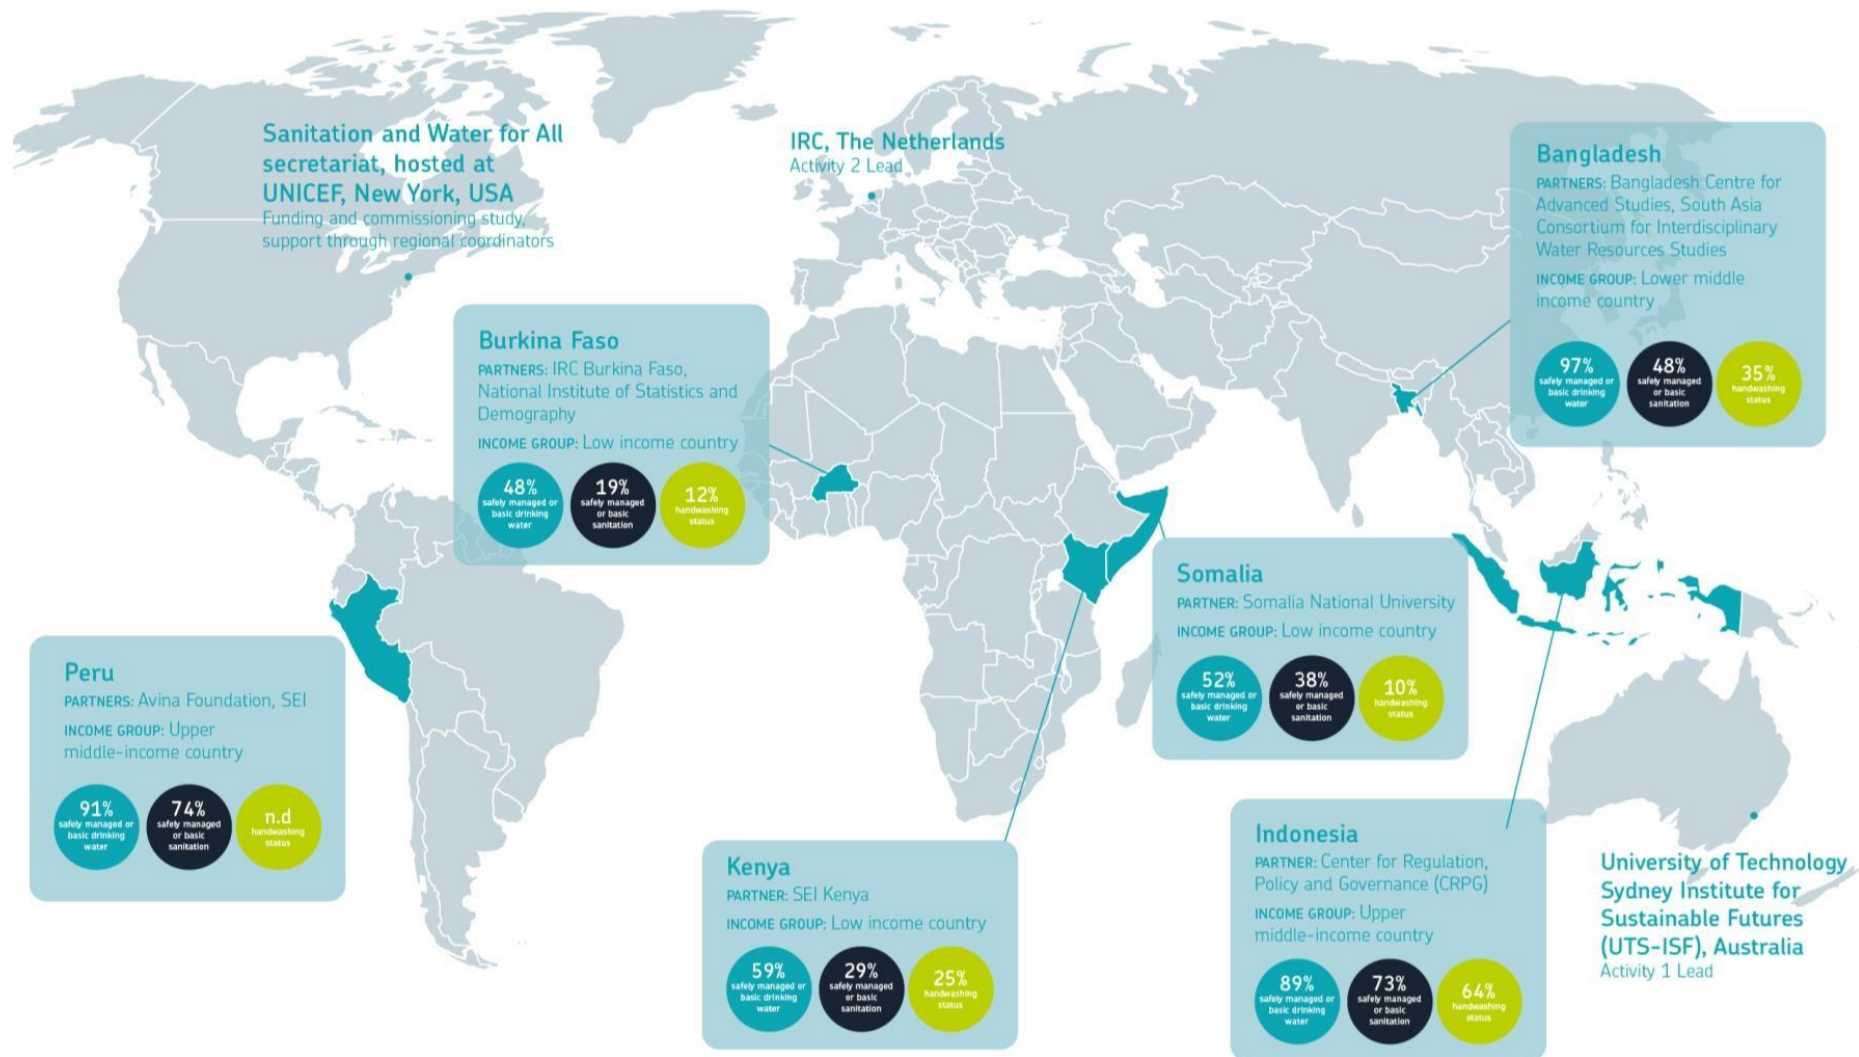 Sanitation and Water for All
secretariat, hosted at
UNICEF, New York, USA
Funding and commissioning study,
support through regional coordinators
IRC, The Netherlands
Activity 2 Lead
Bangladesh
PARTNERS: Bangladesh Centre for
Advanced Studies, South Asia
Consortium for Interdisciplinary
Water Resources Studies
INCOME GROUP: Lower middle
income country
97%
safely managed or
basic drinking
water
48%
safely managed
or basic
sanitation
35%
handwashing
status
Burkina Faso
PARTNERS: IRC Burkina Faso,
National Institute of Statistics and
Demography
INCOME GROUP: Low income country
48%
safely managed or
basic drinking
water
19%
safely managed
or basic
sanitation
12%
handwashing
status
Somalia
PARTNER: Somalia National University
INCOME GROUP: Low income country
52%
safely managed or
basic drinking
water
38%
safely managed
or basic
sanitation
10%
handwashing
status
Peru
PARTNERS: Avina Foundation, SEI
INCOME GROUP: Upper
middle-income country
91%
safely managed or
basic drinking
water
74%
safely managed
or basic
sanitation
n.d
handwashing
status
Kenya
PARTNER: SEI Kenya
INCOME GROUP: Low income country
59%
safely managed or
basic drinking
water
29%
safely managed
or basic
sanitation
25%
handwashing
status
Indonesia
PARTNER: Center for Regulation,
Policy and Governance (CRPG)
INCOME GROUP: Upper
middle-income country
89%
safely managed or
basic drinking
water
73%
safely managed
or basic
sanitation
64%
handwashing
status
University of Technology
Sydney Institute for
Sustainable Futures
(UTS-ISF), Australia
Activity 1 Lead